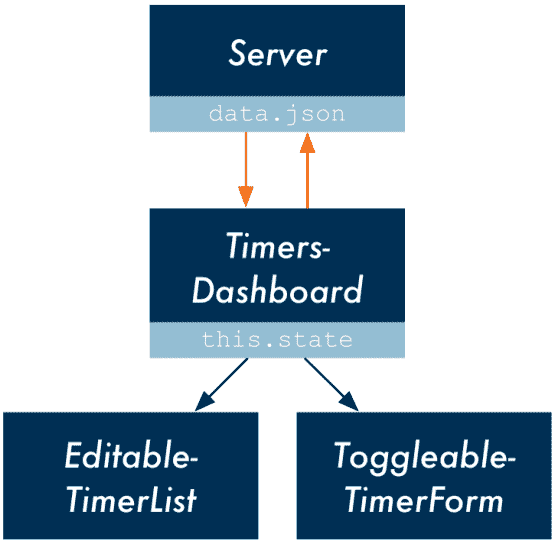 Server
data.json
Timers-
Dashboard
this.state
Editable-
TimerList
Toggleable-
TimerForm